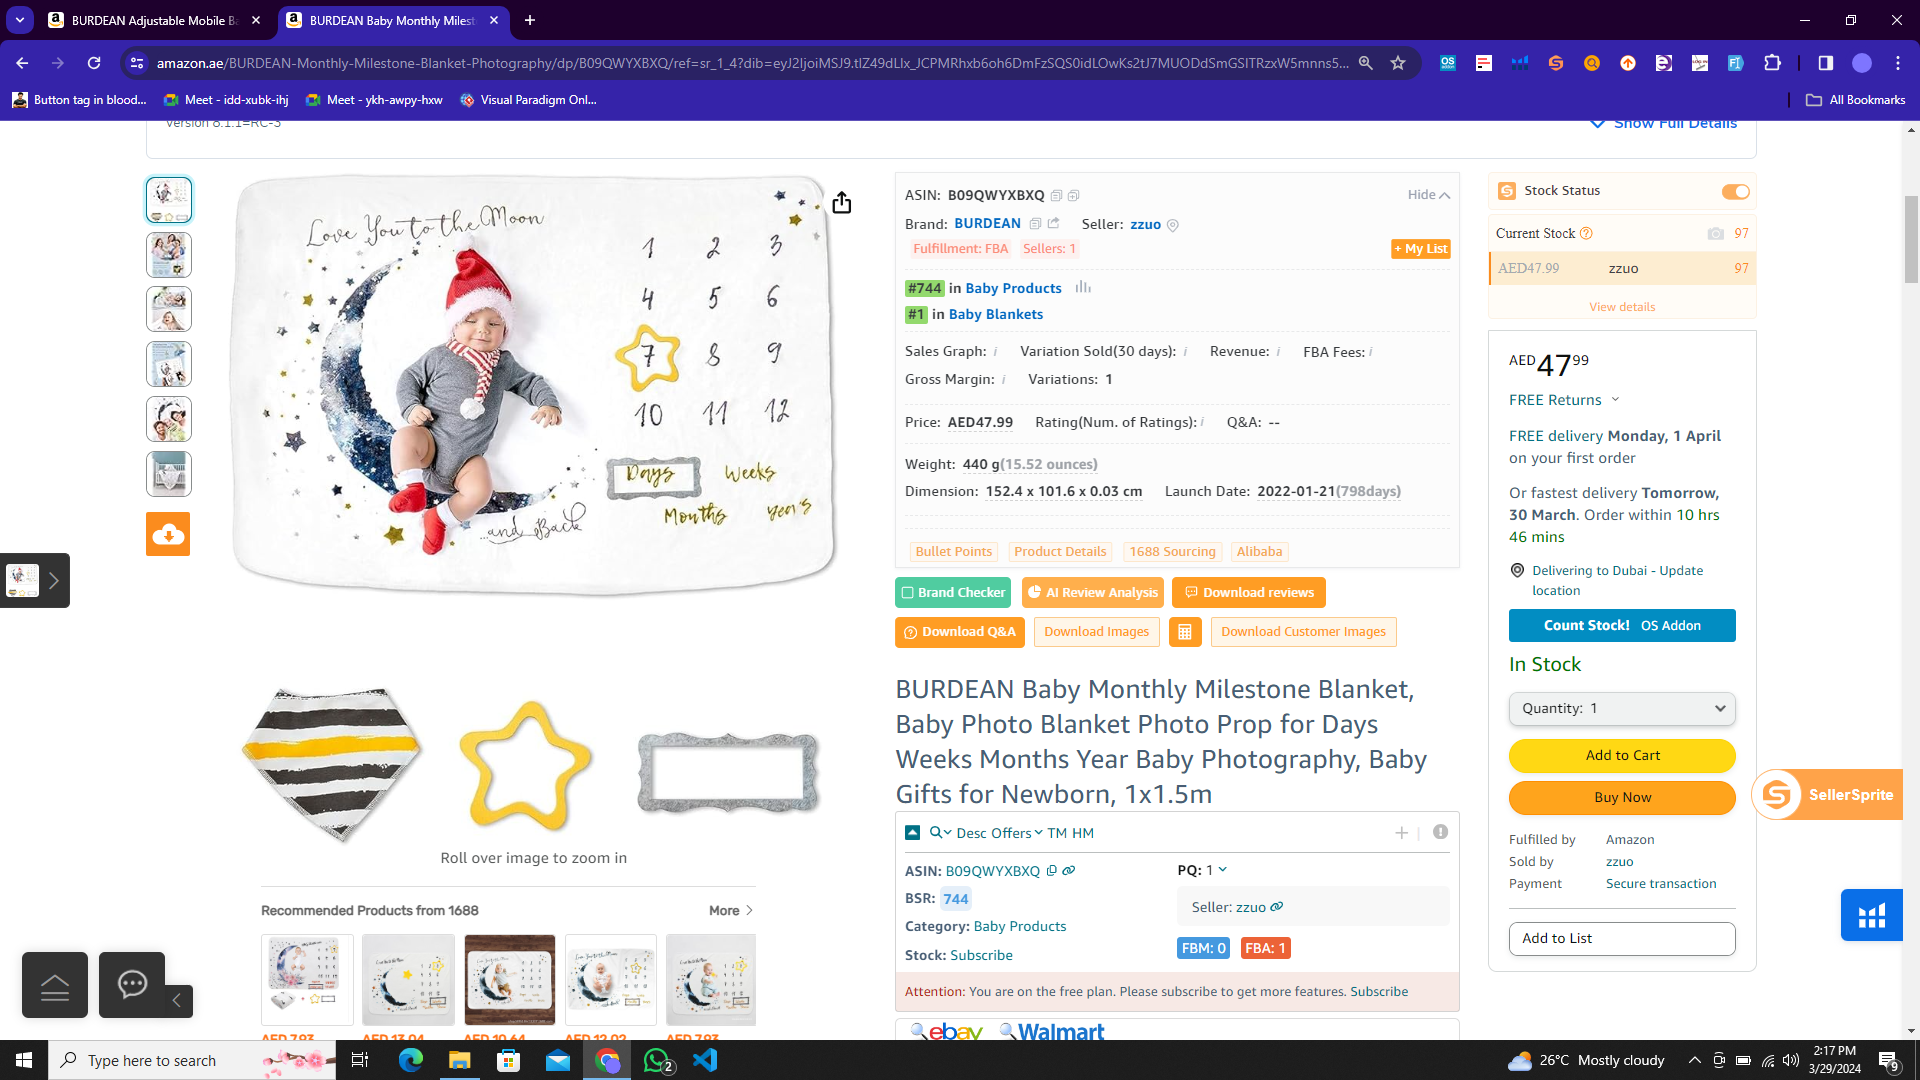 BURDEAN Adjustable Mobile Ba
BURDEAN Baby Monthly Milest
amazon.ae/BURDEAN-Monthly-Milestone-Blanket-Photography/dp/B09QWYXBXQ/ref=sr_1_4?dib=eyJ2IjoiMSJ9.tIZ49dLIx_JCPMRhxb6oh6DmFzSQS0idLOwKs2tJ7MUODdSmGSITRzxW5mnns5...
Button tag in blood...
Meet - idd-xubk-ihj
Meet - ykh-awpy-hxw
Visual Paradigm Onl...
All Bookmarks
Version 8.1.1=RC-3
Show Full Details
Love You to the Moon
1 2 3
4 5 6
7 8 9
10 11 12
Days Weeks
Months years
...and Back
Roll over image to zoom in
Recommended Products from 1688
More
AED 7.93 AED 13.04 AED 10.64 AED 12.02 AED 7.93
ASIN: B09QWYXBXQ
Hide
Brand: BURDEAN Seller: zzuo
Fulfillment: FBA Sellers: 1
+ My List
#744 in Baby Products
#1 in Baby Blankets
Sales Graph: i Variation Sold(30 days): i Revenue: i FBA Fees: i
Gross Margin: i Variations: 1
Price: AED47.99 Rating(Num. of Ratings): i Q&A: --
Weight: 440 g(15.52 ounces)
Dimension: 152.4 x 101.6 x 0.03 cm Launch Date: 2022-01-21(798days)
Bullet Points Product Details 1688 Sourcing Alibaba
Brand Checker AI Review Analysis Download reviews
Download Q&A Download Images Download Customer Images
BURDEAN Baby Monthly Milestone Blanket,
Baby Photo Blanket Photo Prop for Days
Weeks Months Year Baby Photography, Baby
Gifts for Newborn, 1x1.5m
Desc Offers TM HM
ASIN: B09QWYXBXQ
PQ: 1
BSR: 744
Seller: zzuo
Category: Baby Products
FBM: 0 FBA: 1
Stock: Subscribe
Attention: You are on the free plan. Please subscribe to get more features. Subscribe
ebay Walmart
Stock Status
Current Stock 97
AED47.99 zzuo 97
View details
AED 47 99
FREE Returns
FREE delivery Monday, 1 April
on your first order
Or fastest delivery Tomorrow,
30 March. Order within 10 hrs
46 mins
Delivering to Dubai - Update
location
Count Stock! OS Addon
In Stock
Quantity: 1
Add to Cart
Buy Now
Fulfilled by Amazon
Sold by zzuo
Payment Secure transaction
Add to List
SellerSprite
Type here to search
2
26°C Mostly cloudy
2:17 PM
3/29/2024
9